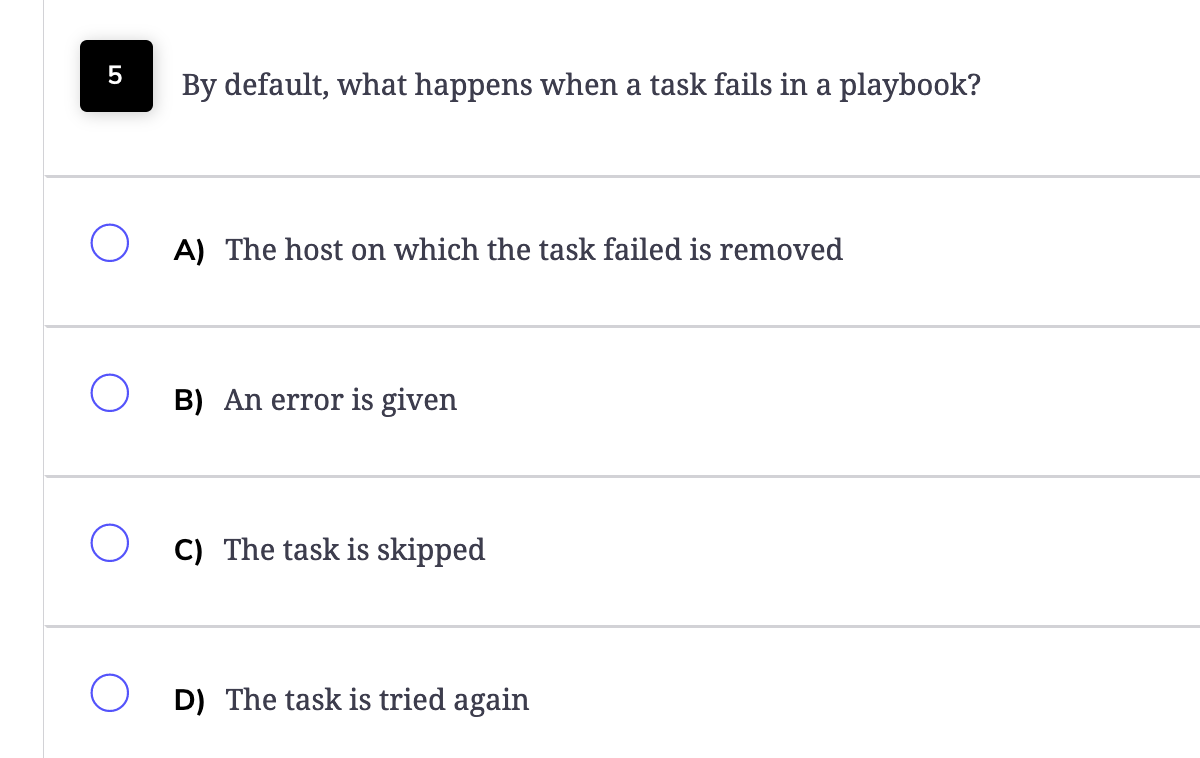 5
By default, what happens when a task fails in a playbook?
A) The host on which the task failed is removed
B) An error is given
C) The task is skipped
D) The task is tried again